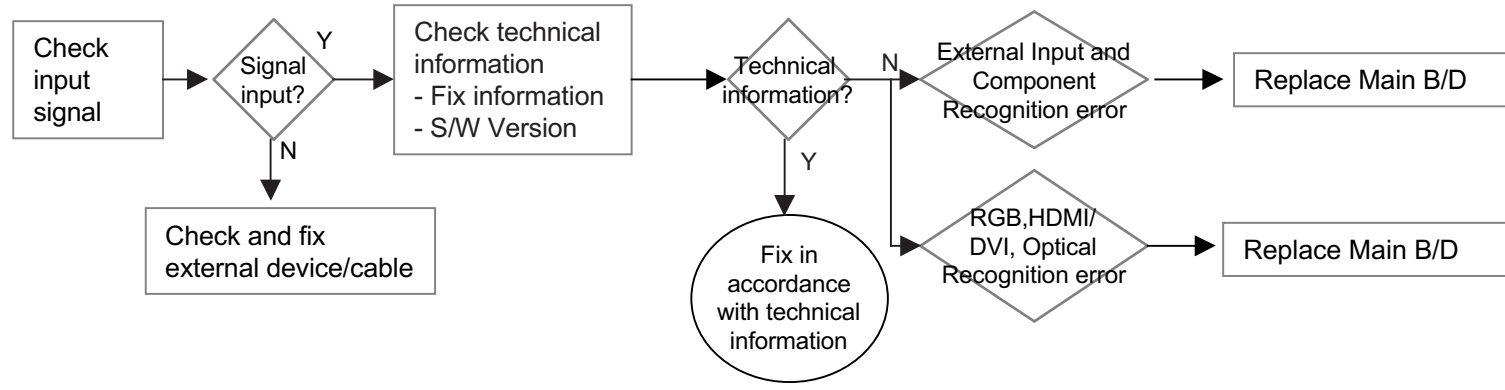 Check
input
signal
Signal
input?
Y
N
Check and fix
external device/cable
Check technical
information
- Fix information
- S/W Version
Technical
information?
N
Y
Fix in
accordance
with technical
information
External Input and
Component
Recognition error
Replace Main B/D
RGB,HDMI/
DVI, Optical
Recognition error
Replace Main B/D